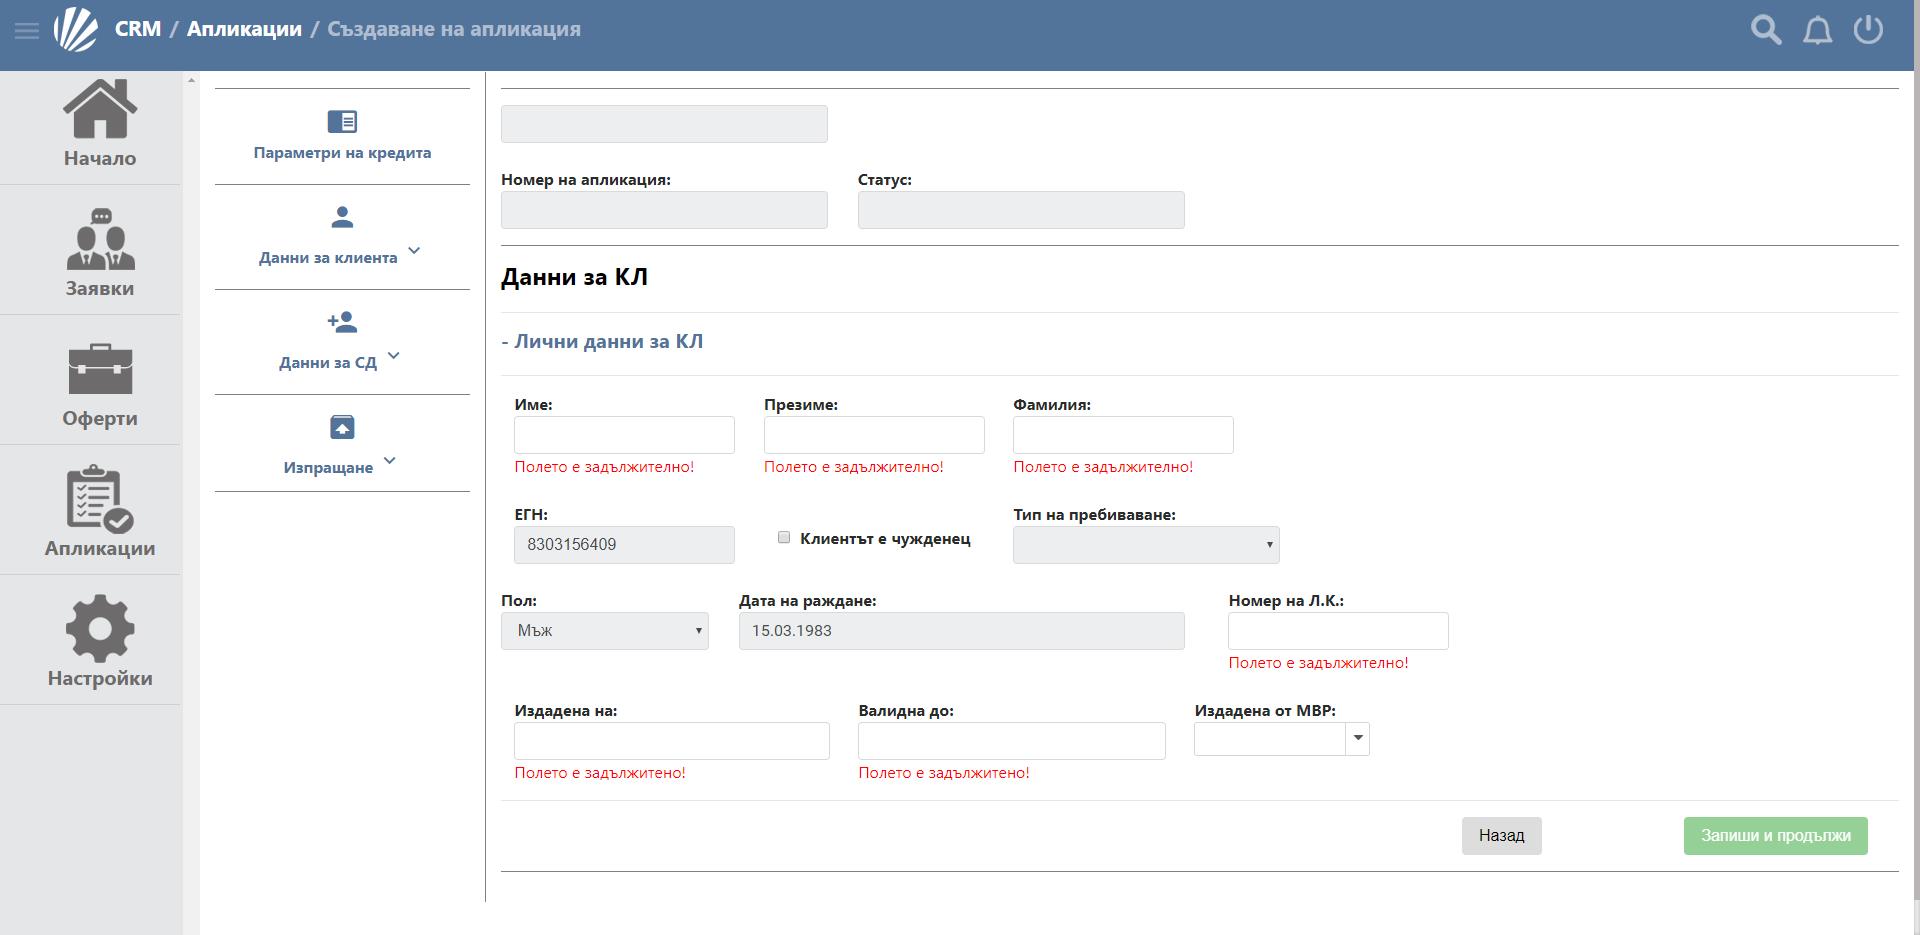 CRM / Апликации / Създаване на апликация
Начало
Заявки
Оферти
Апликации
Настройки
Параметри на кредита
Данни за клиента
Данни за СД
Изпращане
Номер на апликация: Статус:
Данни за КЛ
- Лични данни за КЛ
Име: Презиме: Фамилия:
Полето е задължително! Полето е задължително! Полето е задължително!
ЕГН: Тип на пребиваване:
8303156409 Клиентът е чужденец
Пол: Дата на раждане: Номер на Л.К.:
Мъж 15.03.1983
Полето е задължително!
Издадена на: Валидна до: Издадена от МВР:
Полето е задължитено! Полето е задължитено!
Назад Запиши и продължи